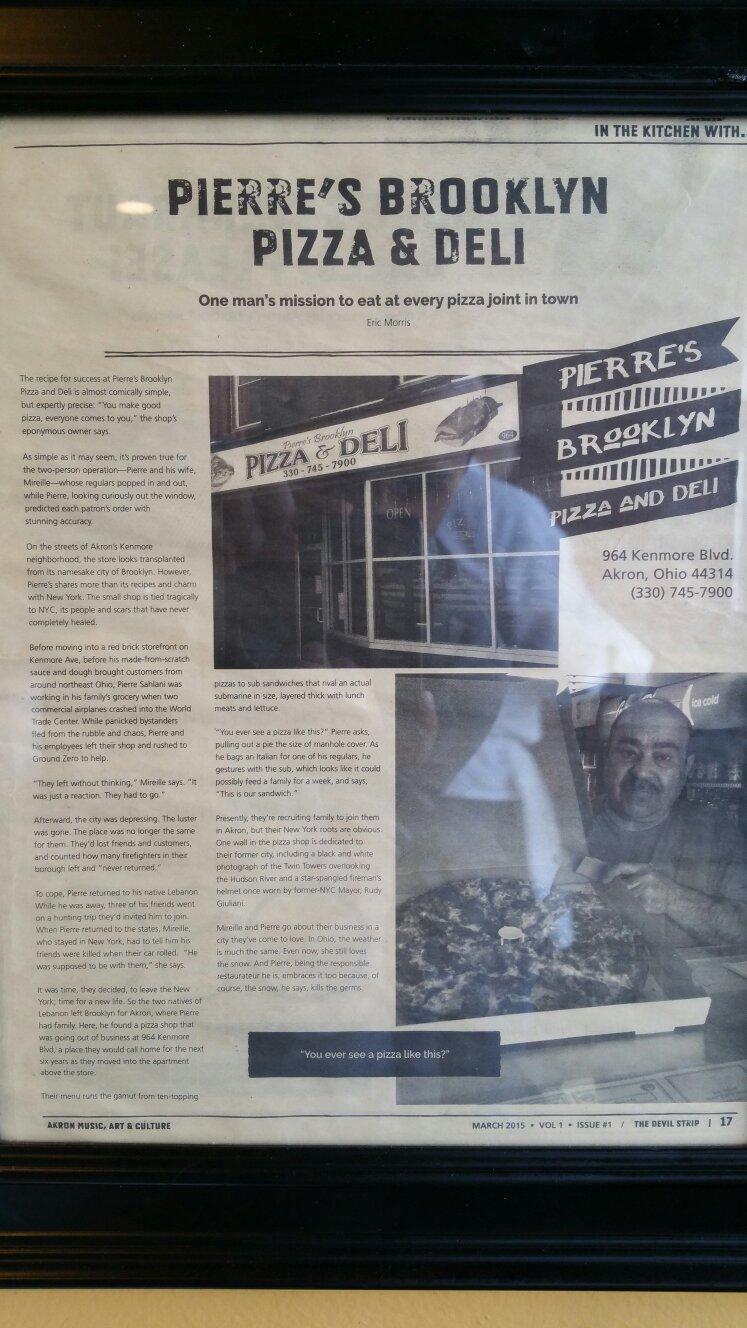 IN THE KITCHEN WITH.
PIERRE'S BROOKLYN
PIZZA & DELI
One man's mission to eat at every pizza joint in town
Eric Morris
The recipe for success at Pierre's Brooklyn
Pizza and Deli is almost comically simple,
but expertly precise: "You make good
pizza, everyone comes to you," the shop's
eponymous owner says.
As simple as it may seem, it's proven true for
the two-person operation—Pierre and his wife,
Mireille—whose regulars popped in and out,
while Pierre, looking curiously out the window,
predicted each patron's order with
stunning accuracy.
On the streets of Akron's Kenmore
neighborhood, the store looks transplanted
from its namesake city of Brooklyn. However,
Pierre's shares more than its recipes and charm
with New York. The small shop is tied tragically
to NYC, its people and scars that have never
completely healed.
Before moving into a red brick storefront on
Kenmore Ave, before his made-from-scratch
sauce and dough brought customers from
around northeast Ohio, Pierre Sahlani was
working in his family's grocery when two
commercial airplanes crashed into the World
Trade Center. While panicked bystanders
fled from the rubble and chaos, Pierre and
his employees left their shop and rushed to
Ground Zero to help.
"They left without thinking," Mireille says. "It
was just a reaction. They had to go."
Afterward, the city was depressing. The luster
was gone. The place was no longer the same
for them. They'd lost friends and customers,
and counted how many firefighters in their
borough left and "never returned."
To cope, Pierre returned to his native Lebanon.
While he was away, three of his friends went
on a hunting trip they'd invited him to join.
When Pierre returned to the states, Mireille,
who stayed in New York, had to tell him his
friends were killed when their car rolled. "He
was supposed to be with them," she says.
It was time, they decided, to leave the New
York; time for a new life. So the two natives of
Lebanon left Brooklyn for Akron, where Pierre
had family. Here, he found a pizza shop that
was going out of business at 964 Kenmore
Blvd, a place they would call home for the next
six years as they moved into the apartment
above the store.
Their menu runs the gamut from ten-topping
pizzas to sub sandwiches that rival an actual
submarine in size, layered thick with lunch
meats and lettuce.
"You ever see a pizza like this?" Pierre asks,
pulling out a pie the size of manhole cover. As
he bags an Italian for one of his regulars, he
gestures with the sub, which looks like it could
possibly feed a family for a week, and says,
"This is our sandwich."
Presently, they're recruiting family to join them
in Akron, but their New York roots are obvious.
One wall in the pizza shop is dedicated to
their former city, including a black and white
photograph of the Twin Towers overlooking
the Hudson River and a star-spangled fireman's
helmet once worn by former-NYC Mayor, Rudy
Giuliani.
Mireille and Pierre go about their business in a
city they've come to love. In Ohio, the weather
is much the same. Even now, she still loves
the snow. And Pierre, being the responsible
restaurateur he is, embraces it too because, of
course, the snow, he says, kills the germs.
Pierre's Brooklyn
PIZZA & DELI
330-745-7900
964
OPEN
PIERRE'S
BROOKLYN
PIZZA AND DELI
964 Kenmore Blvd.
Akron, Ohio 44314
(330) 745-7900
ice cold
"You ever see a pizza like this?"
AKRON MUSIC, ART & CULTURE
MARCH 2015 • VOL 1 • ISSUE #1 / THE DEVIL STRIP | 17